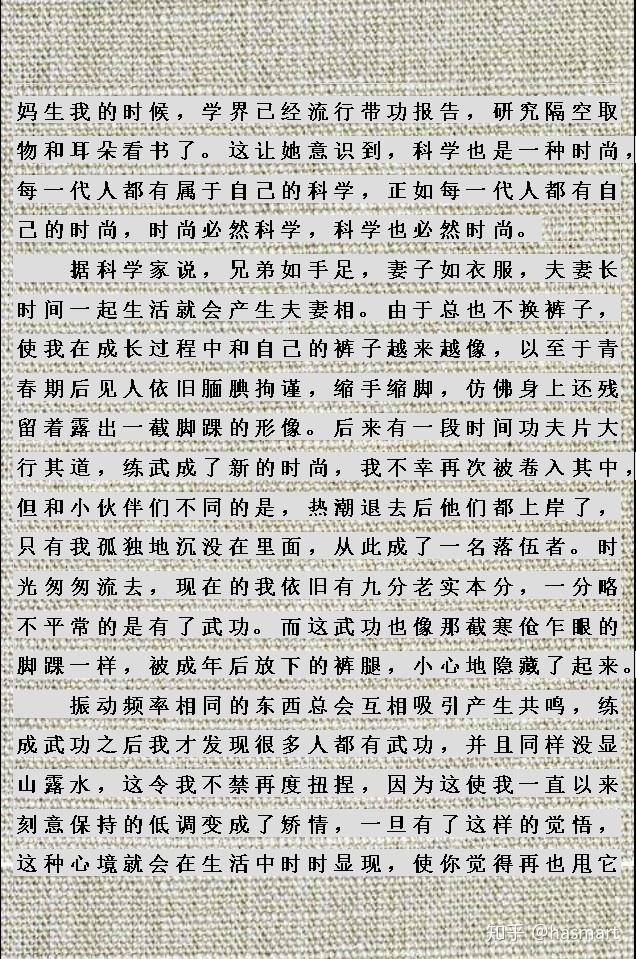 妈生我的时候，学界已经流行带功报告，研究隔空取
物和耳朵看书了。这让她意识到，科学也是一种时尚，
每一代人都有属于自己的科学，正如每一代人都有自
己的时尚，时尚必然科学，科学也必然时尚。
据科学家说，兄弟如手足，妻子如衣服，夫妻长
时间一起生活就会产生夫妻相。由于总也不换裤子，
使我在成长过程中和自己的裤子越来越像，以至于青
春期后见人依旧腼腆拘谨，缩手缩脚，仿佛身上还残
留着露出一截脚踝的形像。后来有一段时间功夫片大
行其道，练武成了新的时尚，我不幸再次被卷入其中，
但和小伙伴们不同的是，热潮退去后他们都上岸了，
只有我孤独地沉没在里面，从此成了一名落伍者。时
光匆匆流去，现在的我依旧有九分老实本分，一分略
不平常的是有了武功。而这武功也像那截寒伧乍眼的
脚踝一样，被成年后放下的裤腿，小心地隐藏了起来。
振动频率相同的东西总会互相吸引产生共鸣，练
成武功之后我才发现很多人都有武功，并且同样没显
山露水，这令我不禁再度扭捏，因为这使我一直以来
刻意保持的低调变成了矫情，一旦有了这样的觉悟，
这种心境就会在生活中时时显现，使你觉得再也甩它
知乎 @hasmart